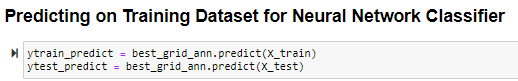 Predicting on Training Dataset for Neural Network Classifier
ytrain_predict = best_grid_ann.predict(X_train)
ytest_predict = best_grid_ann.predict(X_test)